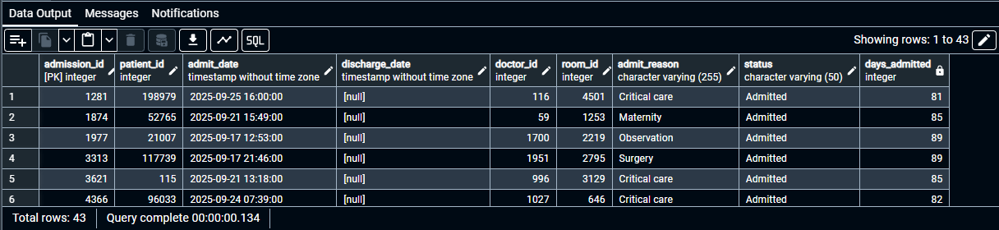 Data Output Messages Notifications
SQL Showing rows: 1 to 43
admission_id patient_id admit_date discharge_date doctor_id room_id admit_reason status days_admitted
[PK] integer integer timestamp without time zone timestamp without time zone integer integer character varying (255) character varying (50) integer
1 1281 198979 2025-09-25 16:00:00 [null] 116 4501 Critical care Admitted 81
2 1874 52765 2025-09-21 15:49:00 [null] 59 1253 Maternity Admitted 85
3 1977 21007 2025-09-17 12:53:00 [null] 1700 2219 Observation Admitted 89
4 3313 117739 2025-09-17 21:46:00 [null] 1951 2795 Surgery Admitted 89
5 3621 115 2025-09-21 13:18:00 [null] 996 3129 Critical care Admitted 85
6 4366 96033 2025-09-24 07:39:00 [null] 1027 646 Critical care Admitted 82
Total rows: 43 Query complete 00:00:00.134